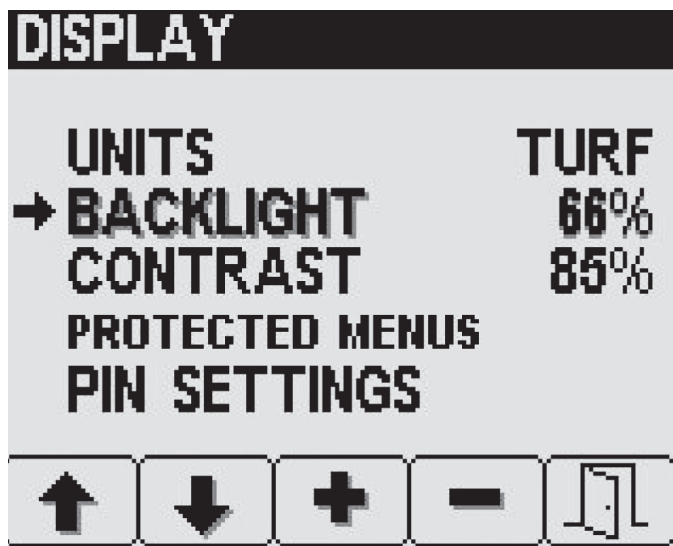 DISPLAY
UNITS TURF
BACKLIGHT 66%
CONTRAST 85%
PROTECTED MENUS
PIN SETTINGS